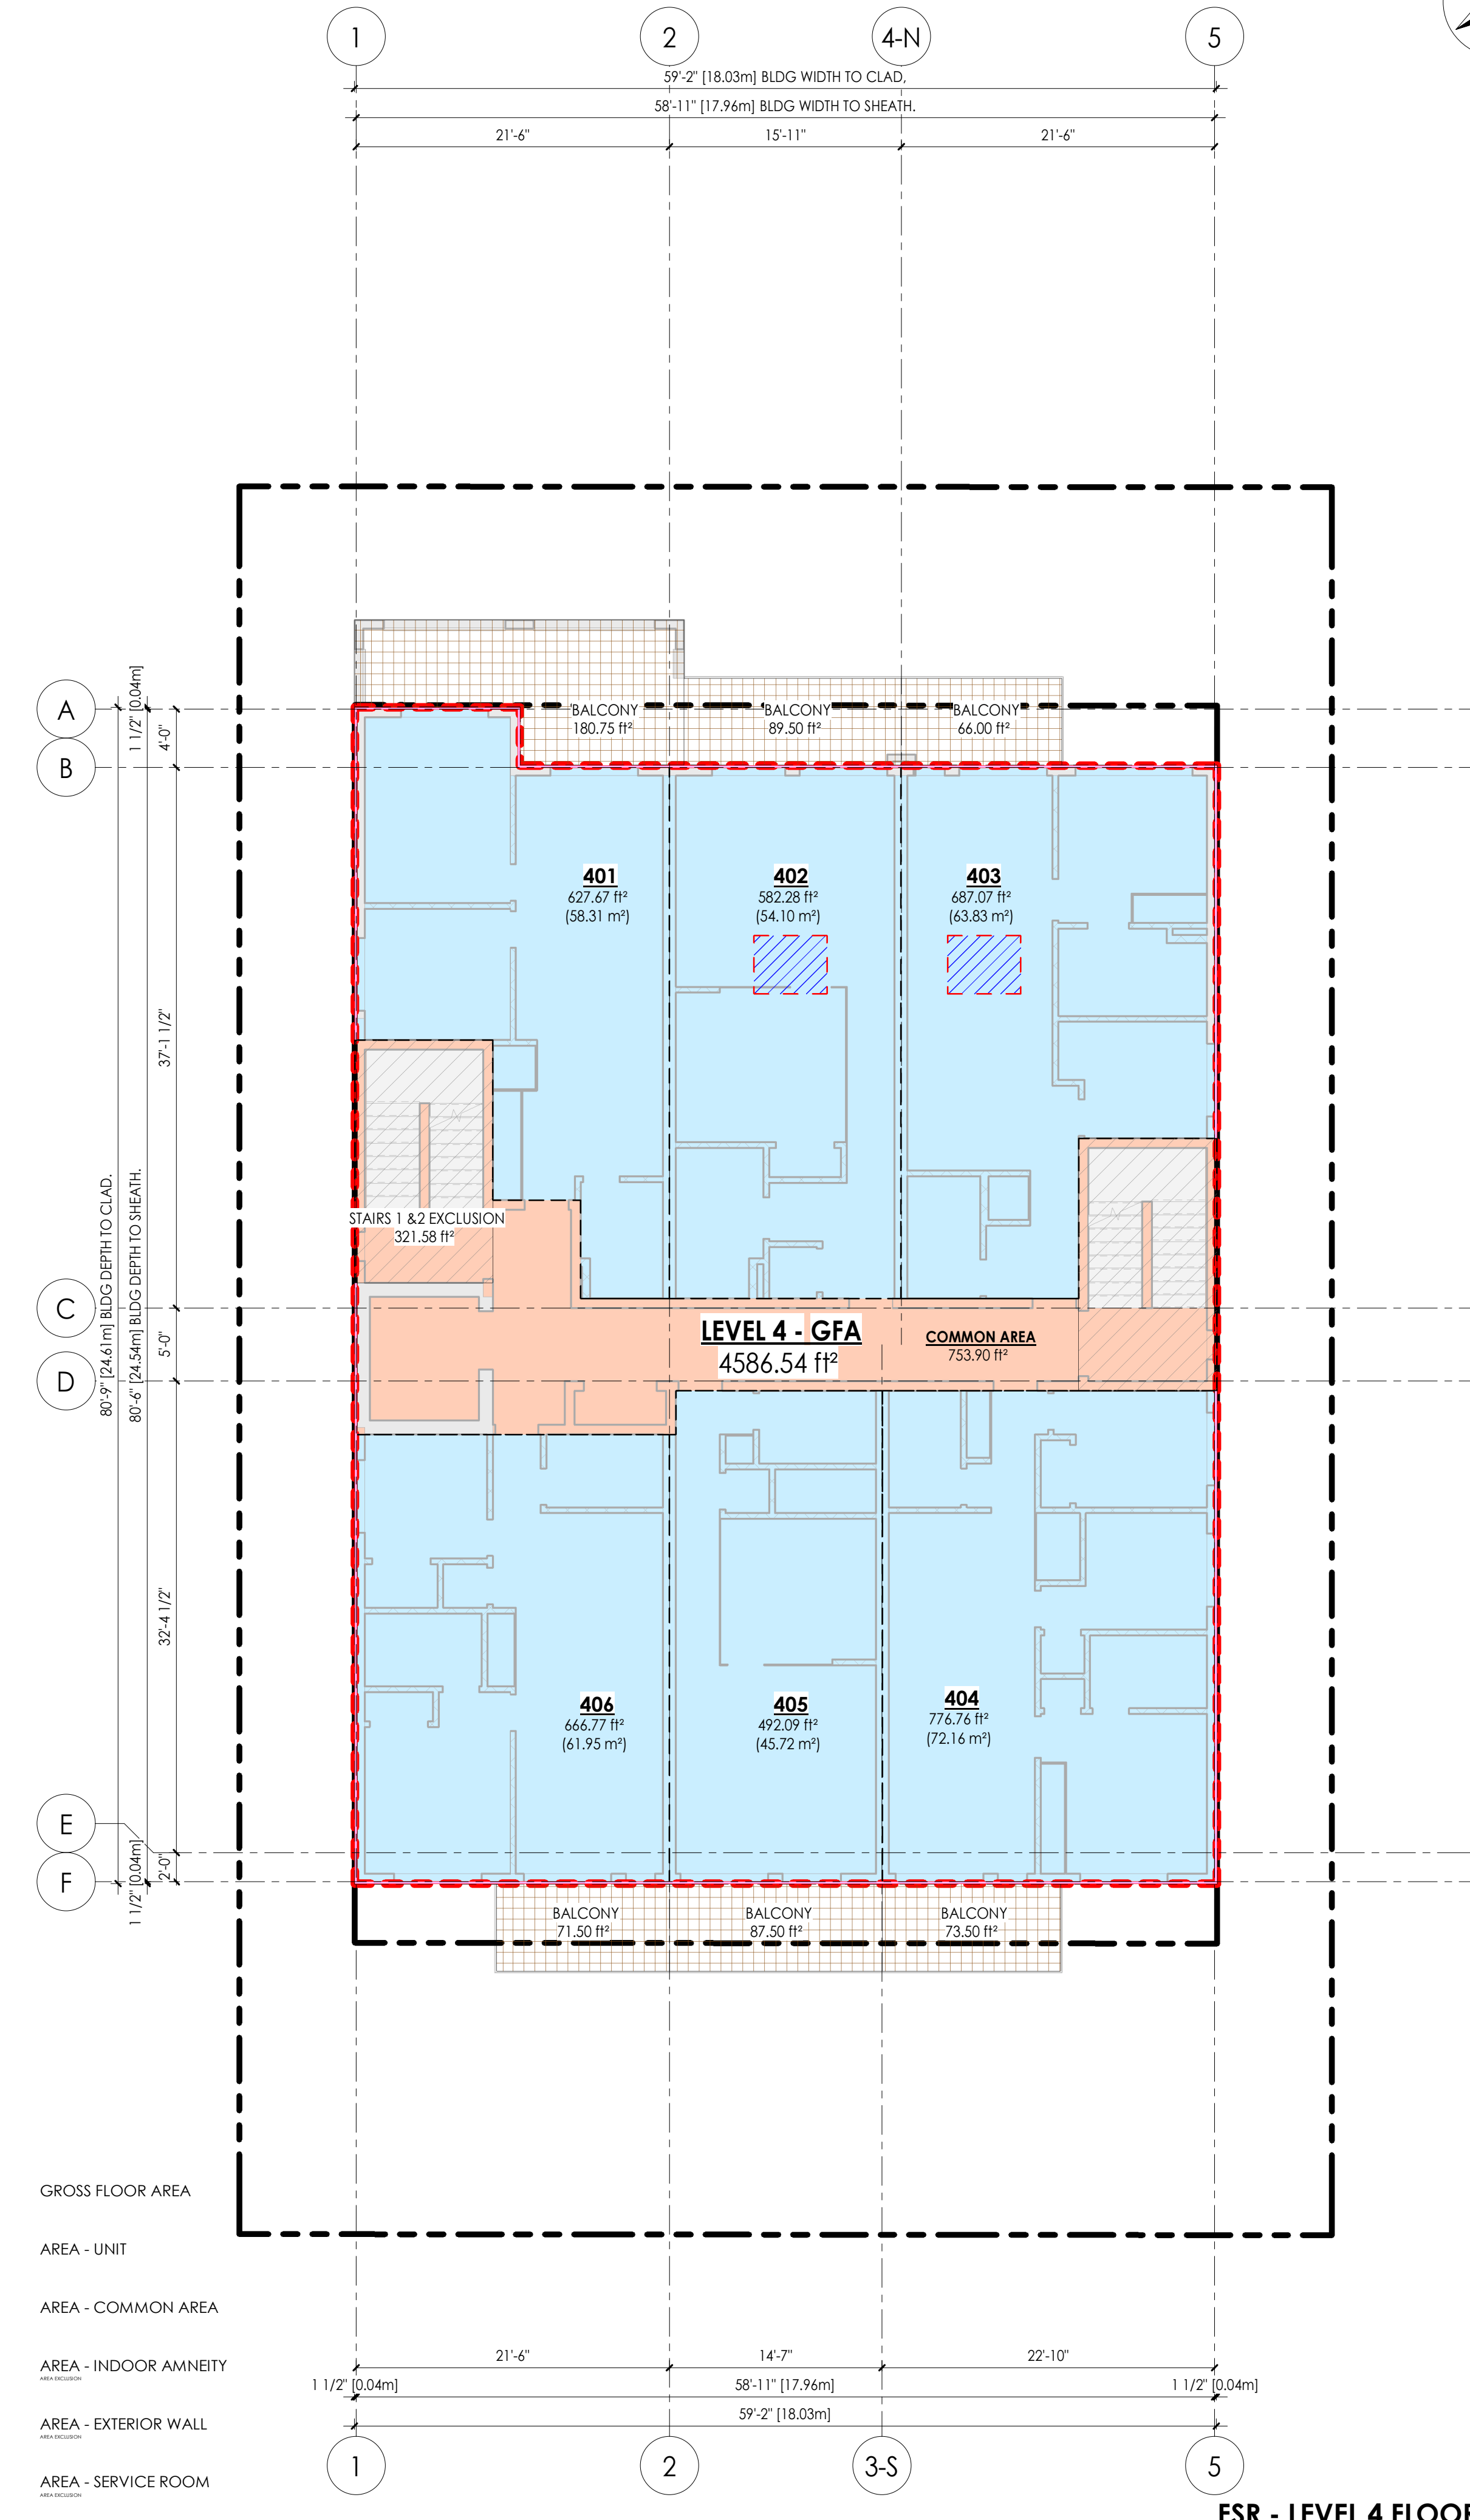 1
2
4-N
5
59'-2" [18.03m] BLDG WIDTH TO CLAD,
58'-11" [17.96m] BLDG WIDTH TO SHEATH.
21'-6"
15'-11"
21'-6"
A
B
C
D
E
F
80'-9" [24.61m] BLDG DEPTH TO CLAD.
80'-6" [24.54m] BLDG DEPTH TO SHEATH.
1 1/2" [0.04m]
4'-0"
37'-1 1/2"
5'-0"
32'-4 1/2"
2'-0"
1 1/2" [0.04m]
BALCONY
180.75 ft²
BALCONY
89.50 ft²
BALCONY
66.00 ft²
401
627.67 ft²
(58.31 m²)
402
582.28 ft²
(54.10 m²)
403
687.07 ft²
(63.83 m²)
STAIRS 1 &2 EXCLUSION
321.58 ft²
LEVEL 4 - GFA
4586.54 ft²
COMMON AREA
753.90 ft²
406
666.77 ft²
(61.95 m²)
405
492.09 ft²
(45.72 m²)
404
776.76 ft²
(72.16 m²)
BALCONY
71.50 ft²
BALCONY
87.50 ft²
BALCONY
73.50 ft²
GROSS FLOOR AREA
AREA - UNIT
AREA - COMMON AREA
AREA - INDOOR AMNEITY
AREA EXCLUSION
AREA - EXTERIOR WALL
AREA EXCLUSION
AREA - SERVICE ROOM
AREA EXCLUSION
21'-6"
14'-7"
22'-10"
1 1/2" [0.04m]
58'-11" [17.96m]
1 1/2" [0.04m]
59'-2" [18.03m]
1
2
3-S
5
FSR - LEVEL 4 FLOOR